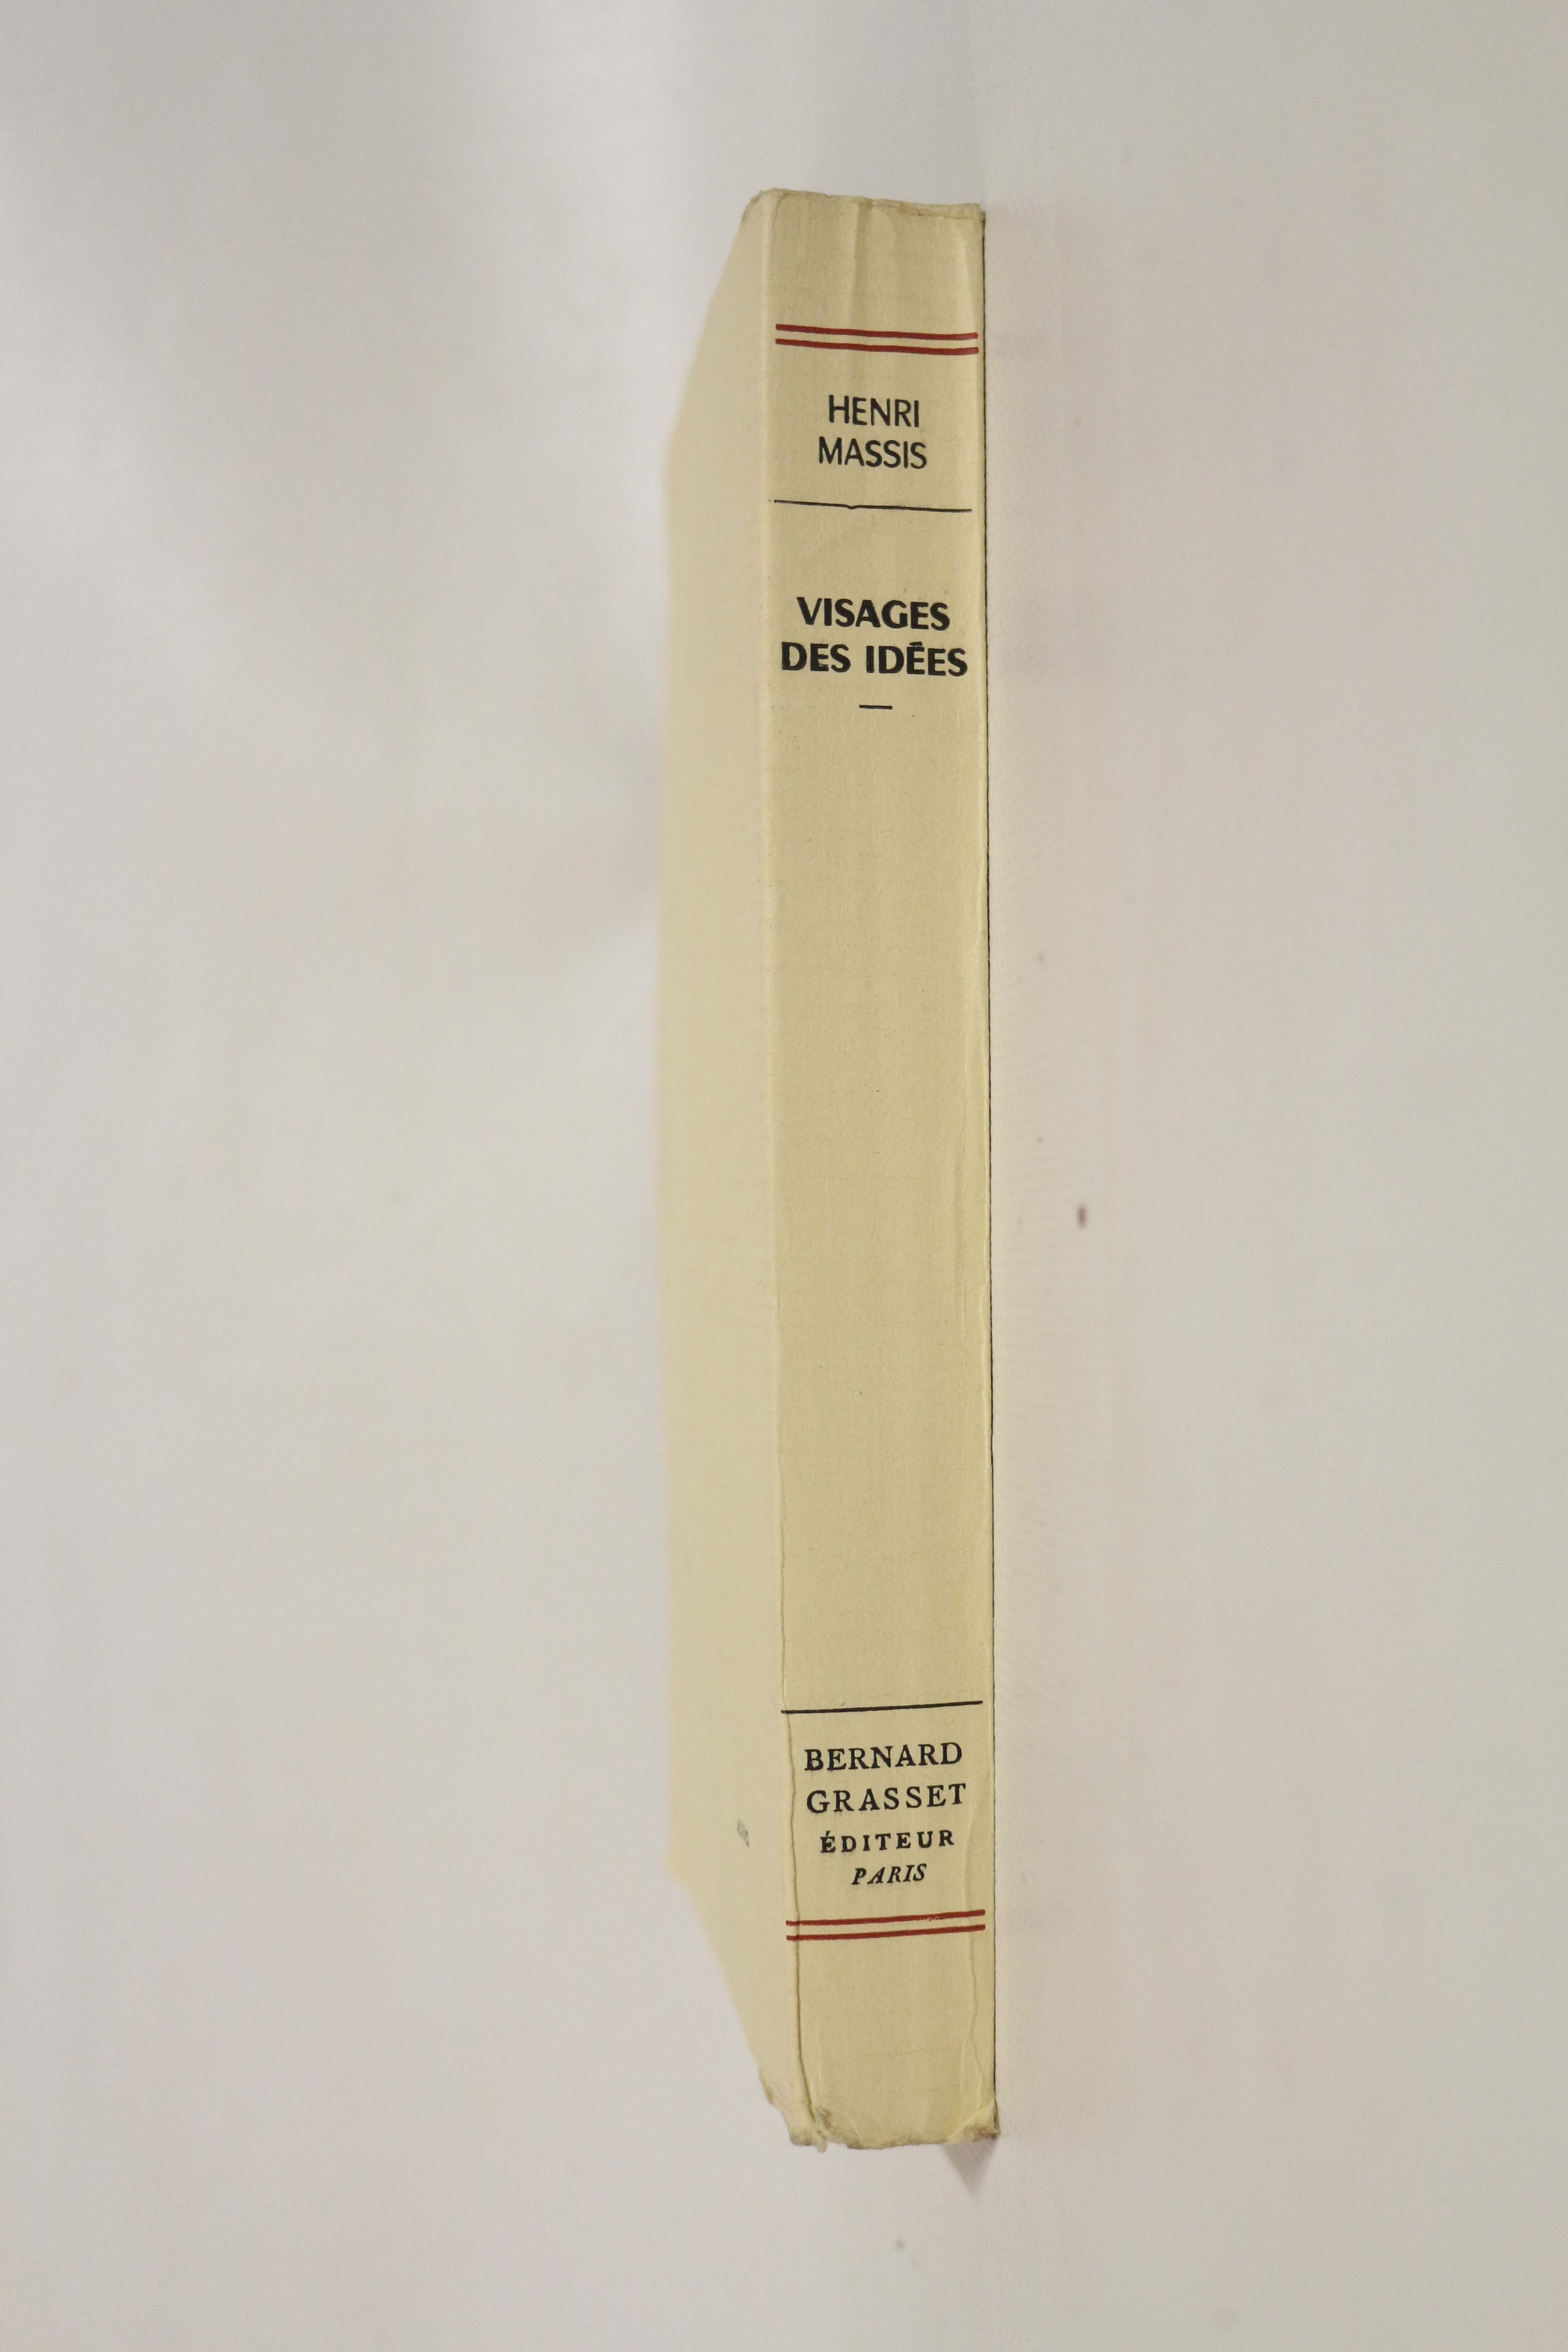 HENRI
MASSIS
VISAGES
DES IDÉES
BERNARD
GRASSET
ÉDITEUR
PARIS